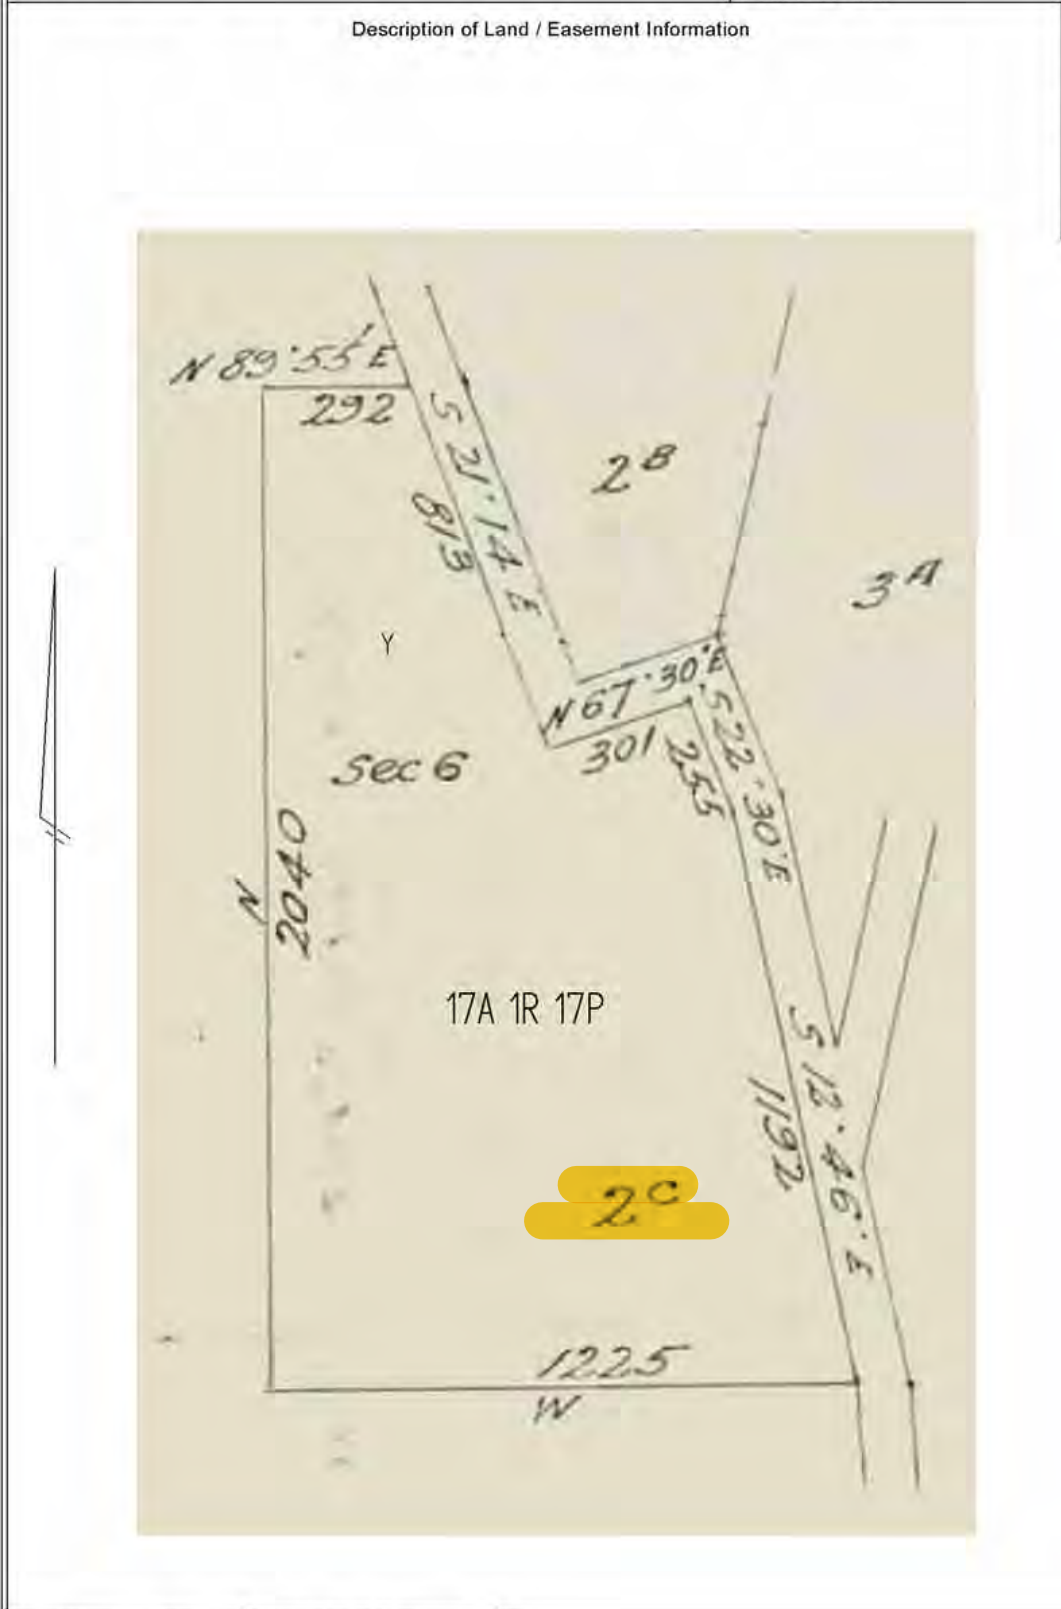 Description of Land / Easement Information
N 89°55' E
292
S 21°14 E
813
2B
3A
Y
N 67°30' E
301
S 22°30' E
255
Sec 6
N
2040
17A 1R 17P
S 12°46' E
1192
2C
1225
W